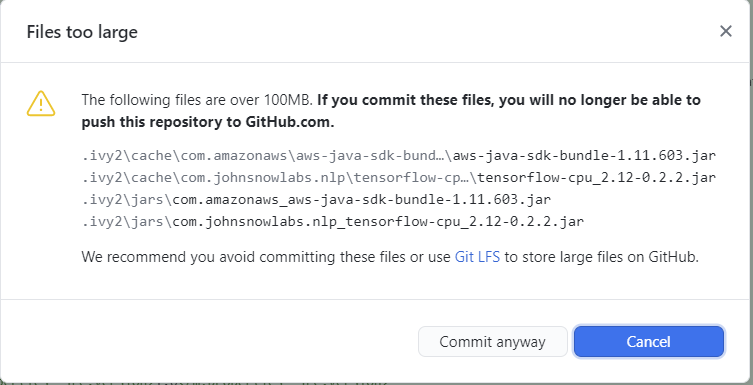 Files too large
The following files are over 100MB. If you commit these files, you will no longer be able to
push this repository to GitHub.com.
.ivy2\cache\com.amazonaws\aws-java-sdk-bund…\aws-java-sdk-bundle-1.11.603.jar
.ivy2\cache\com.johnsnowlabs.nlp\tensorflow-cp…\tensorflow-cpu_2.12-0.2.2.jar
.ivy2\jars\com.amazonaws_aws-java-sdk-bundle-1.11.603.jar
.ivy2\jars\com.johnsnowlabs.nlp_tensorflow-cpu_2.12-0.2.2.jar
We recommend you avoid committing these files or use Git LFS to store large files on GitHub.
Commit anyway
Cancel